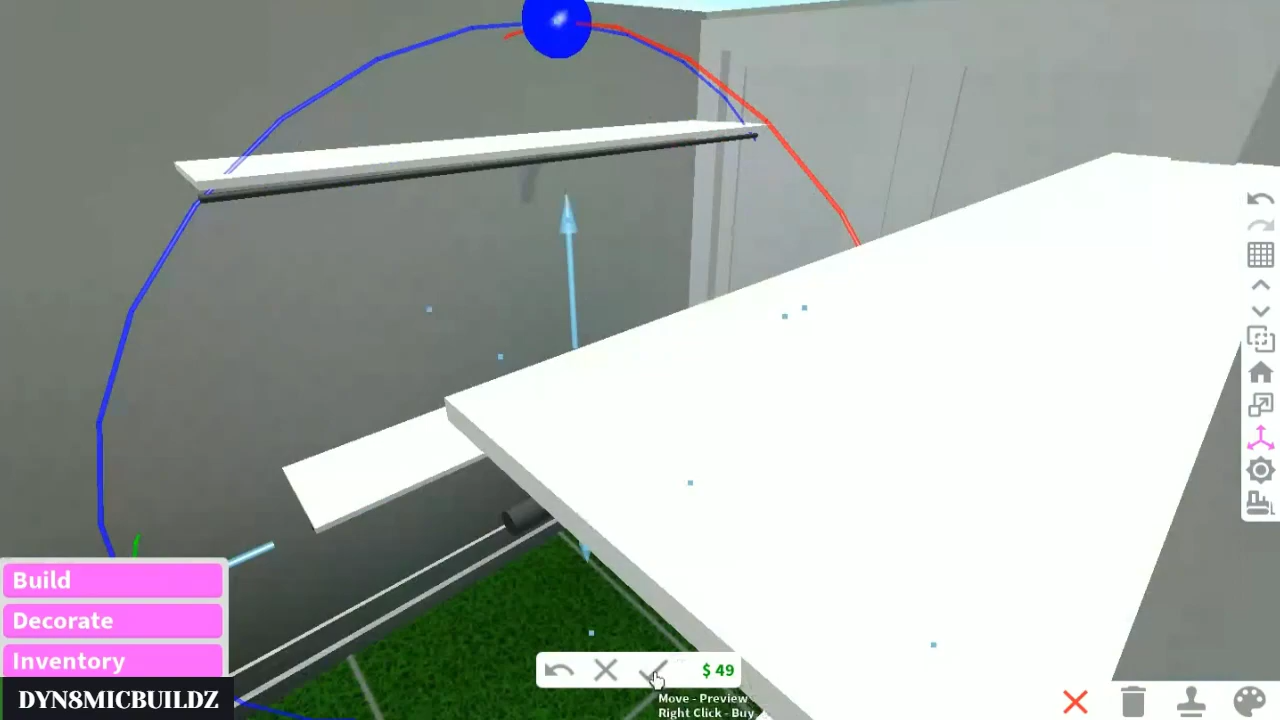 Build
Decorate
Inventory
DYN8MICBUILDZ
$ 49
Move - Preview
Right Click - Buy